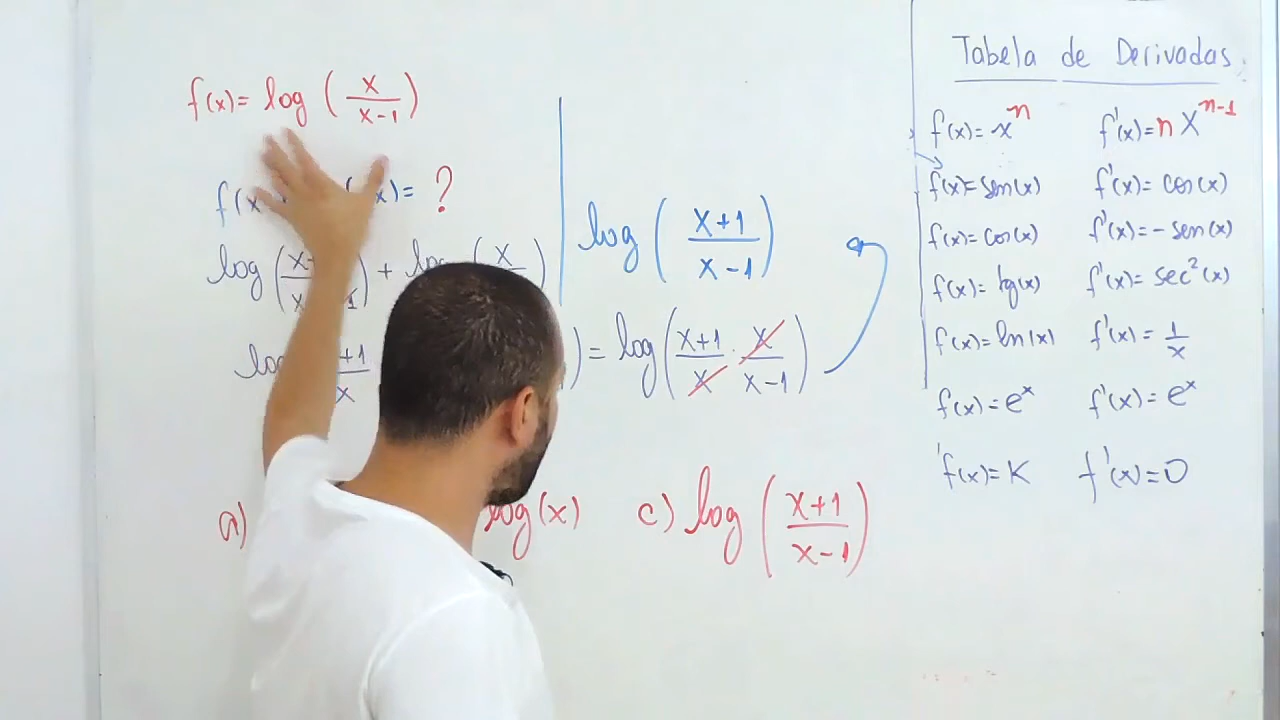 f(x)= log ( x / x-1 )
f(x x)= ?
log ( x / x 1 ) + log ( x
log +1 / x ) = log ( x+1 / x . x / x-1 )
log ( x+1 / x-1 )
a) log(x) c) log ( x+1 / x-1 )
Tabela de Derivadas
f(x)= x^n f'(x)= n x^n-1
f(x)= sen(x) f'(x)= cos(x)
f(x)= cos(x) f'(x)= -sen(x)
f(x)= tg(x) f'(x)= sec²(x)
f(x)= ln(x) f'(x)= 1/x
f(x)= e^x f'(x)= e^x
f(x)= K f'(x)= 0